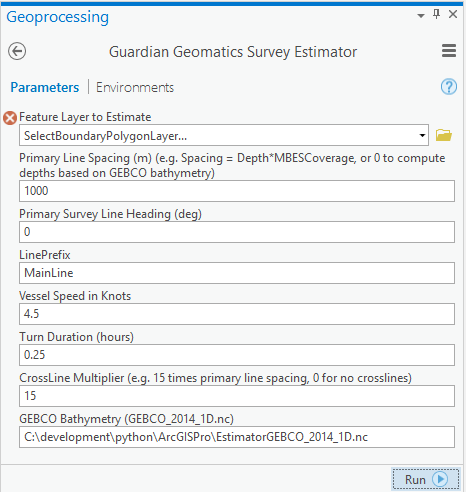 Geoprocessing
Guardian Geomatics Survey Estimator
Parameters | Environments
Feature Layer to Estimate
SelectBoundaryPolygonLayer...
Primary Line Spacing (m) (e.g. Spacing = Depth*MBESCoverage, or 0 to compute
depths based on GEBCO bathymetry)
1000
Primary Survey Line Heading (deg)
0
LinePrefix
MainLine
Vessel Speed in Knots
4.5
Turn Duration (hours)
0.25
CrossLine Multiplier (e.g. 15 times primary line spacing, 0 for no crosslines)
15
GEBCO Bathymetry (GEBCO_2014_1D.nc)
C:\development\python\ArcGISPro\EstimatorGEBCO_2014_1D.nc
Run